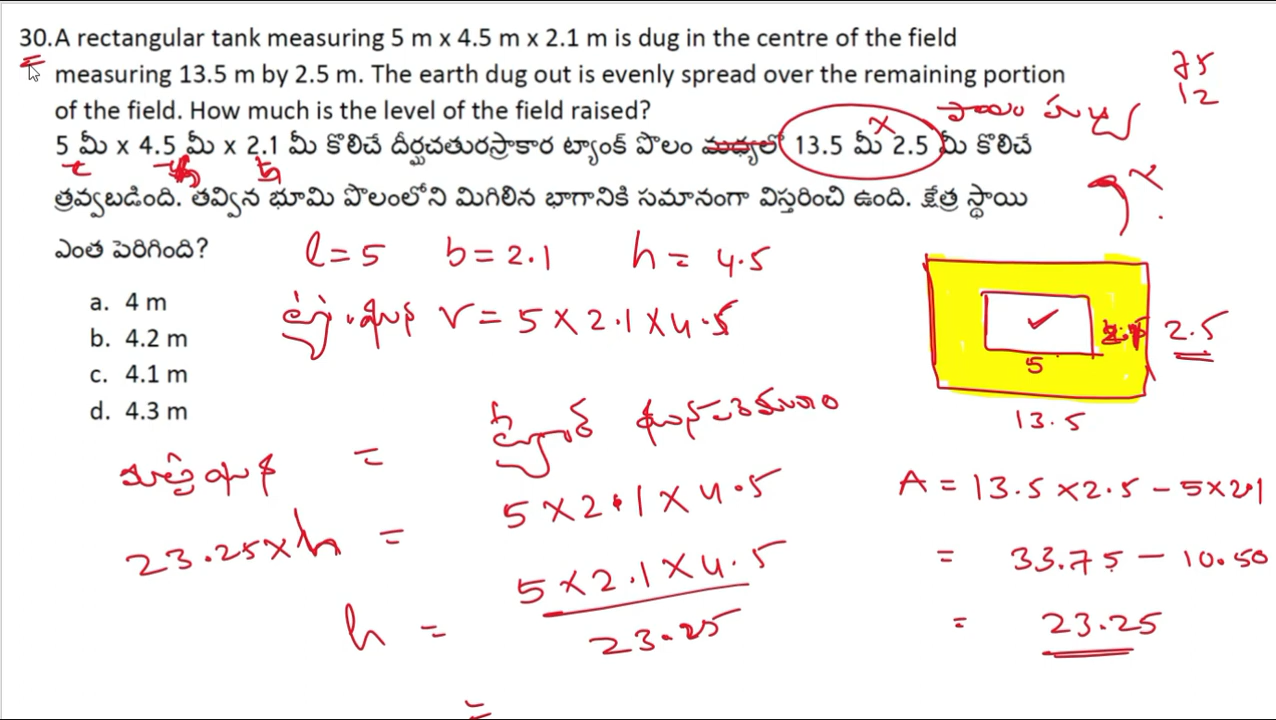 30.A rectangular tank measuring 5 m x 4.5 m x 2.1 m is dug in the centre of the field
measuring 13.5 m by 2.5 m. The earth dug out is evenly spread over the remaining portion
of the field. How much is the level of the field raised?
5 మీ x 4.5 మీ x 2.1 మీ కొలిచే దీర్ఘచతురస్రాకార ట్యాంక్ పొలం మధ్యలో 13.5 మీ x 2.5 మీ కొలిచే
త్రవ్వబడింది. తవ్విన భూమి పొలంలోని మిగిలిన భాగానికి సమానంగా విస్తరించి ఉంది. క్షేత్ర స్థాయి
ఎంత పెరిగింది?
a. 4 m
b. 4.2 m
c. 4.1 m
d. 4.3 m
75
12
l = 5 b = 2.1 h = 4.5
V = 5 X 2.1 X 4.5
2.5
5
13.5
=
5 X 2.1 X 4.5
23.25 X h =
h = 5 X 2.1 X 4.5
23.25
=
A = 13.5 X 2.5 - 5 X 2.1
= 33.75 - 10.50
= 23.25